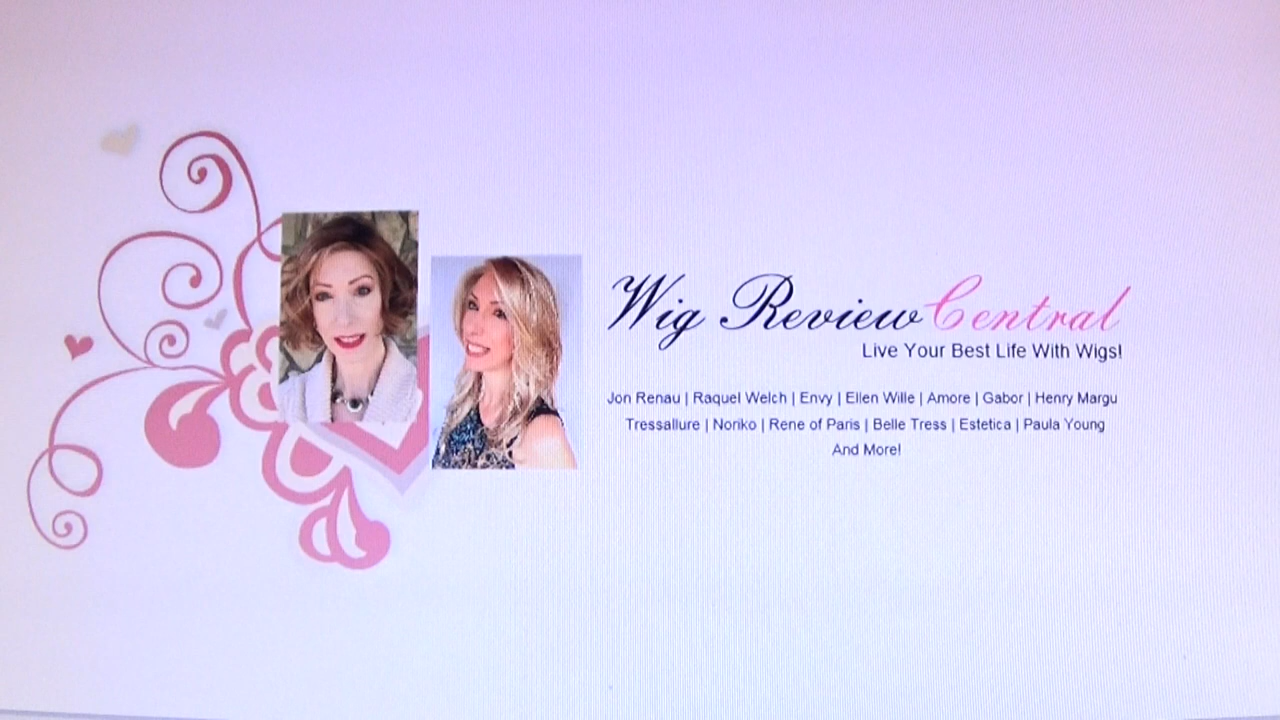 Wig Review Central
Live Your Best Life With Wigs!
Jon Renau | Raquel Welch | Envy | Ellen Wille | Amore | Gabor | Henry Margu
Tressallure | Noriko | Rene of Paris | Belle Tress | Estetica | Paula Young
And More!